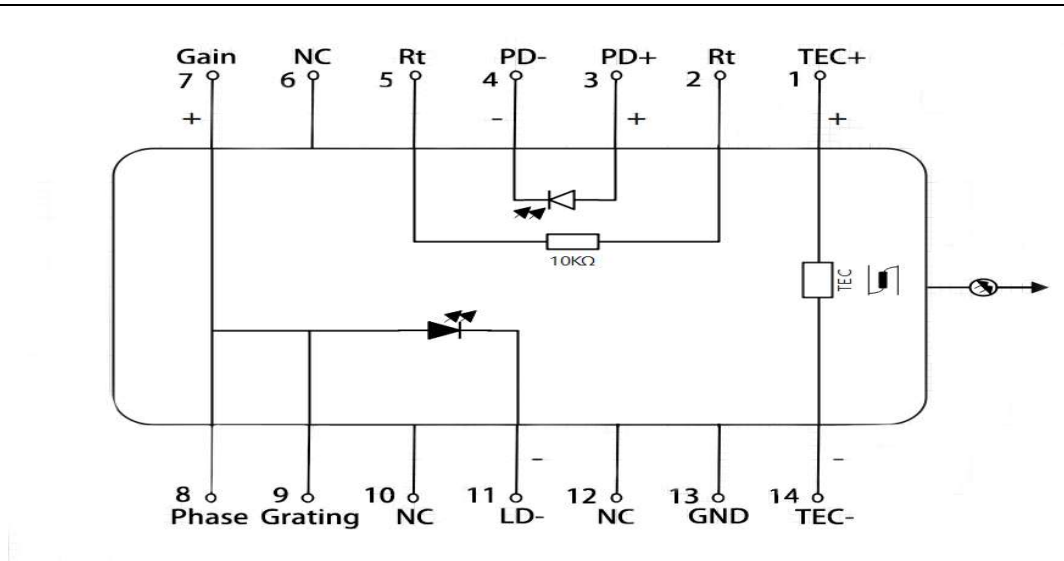 Gain NC Rt PD- PD+ Rt TEC+
7 6 5 4 3 2 1
+ - + +
10KΩ
TEC
- -
8 9 10 11 12 13 14
Phase Grating NC LD- NC GND TEC-